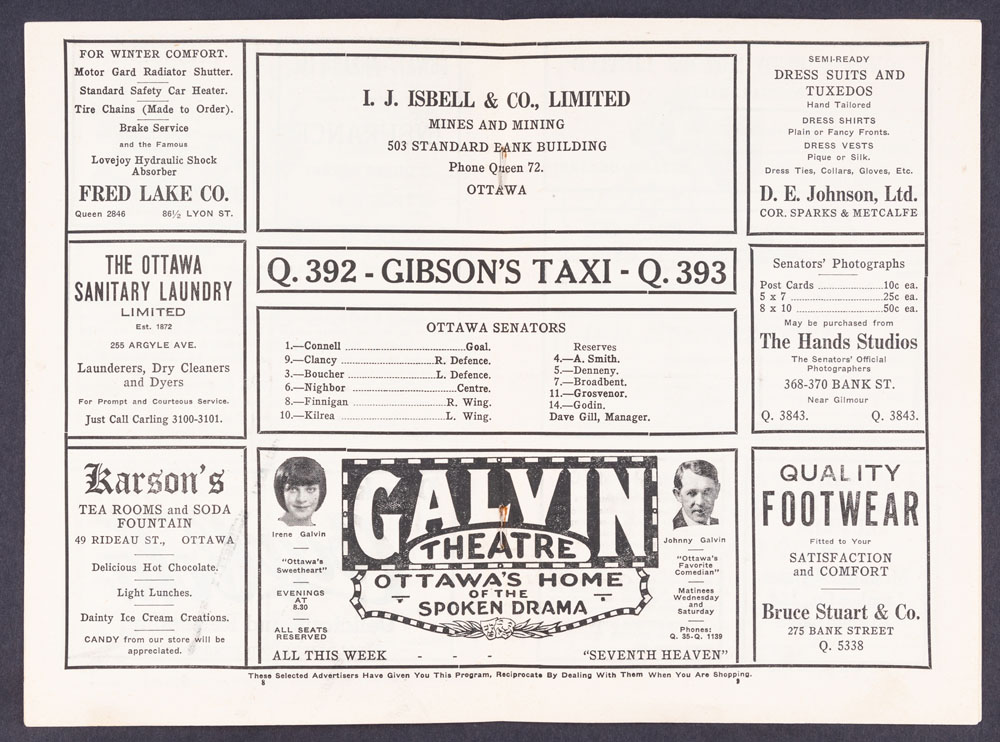 FOR WINTER COMFORT.
Motor Gard Radiator Shutter.
Standard Safety Car Heater.
Tire Chains (Made to Order).
Brake Service
and the Famous
Lovejoy Hydraulic Shock
Absorber
FRED LAKE CO.
Queen 2846 86½ LYON ST.
I. J. ISBELL & CO., LIMITED
MINES AND MINING
503 STANDARD BANK BUILDING
Phone Queen 72.
OTTAWA
SEMI-READY
DRESS SUITS AND
TUXEDOS
Hand Tailored
DRESS SHIRTS
Plain or Fancy Fronts.
DRESS VESTS
Pique or Silk.
Dress Ties, Collars, Gloves, Etc.
D. E. Johnson, Ltd.
COR. SPARKS & METCALFE
THE OTTAWA
SANITARY LAUNDRY
LIMITED
Est. 1872
255 ARGYLE AVE.
Launderers, Dry Cleaners
and Dyers
For Prompt and Courteous Service.
Just Call Carling 3100-3101.
Q. 392 - GIBSON'S TAXI - Q. 393
OTTAWA SENATORS
1.—Connell ........ Goal.
9.—Clancy ........ R. Defence.
3.—Boucher ........ L. Defence.
6.—Nighbor ........ Centre.
8.—Finnigan ........ R. Wing.
10.—Kilrea ........ L. Wing.
Reserves
4.—A. Smith.
5.—Denneny.
7.—Broadbent.
11.—Grosvenor.
14.—Godin.
Dave Gill, Manager.
Senators' Photographs
Post Cards ........ 10c ea.
5 x 7 ........ 25c ea.
8 x 10 ........ 50c ea.
May be purchased from
The Hands Studios
The Senators' Official
Photographers
368-370 BANK ST.
Near Gilmour
Q. 3843. Q. 3843.
Karson's
TEA ROOMS and SODA
FOUNTAIN
49 RIDEAU ST., OTTAWA
Delicious Hot Chocolate.
Light Lunches.
Dainty Ice Cream Creations.
CANDY from our store will be
appreciated.
Irene Galvin
"Ottawa's
Sweetheart"
EVENINGS
AT
8.30
ALL SEATS
RESERVED
GALVIN
THEATRE
OTTAWA'S HOME
OF THE
SPOKEN DRAMA
Johnny Galvin
"Ottawa's
Favorite
Comedian"
Matinees
Wednesday
and
Saturday
Phones:
Q. 35-Q. 1139
ALL THIS WEEK - - - "SEVENTH HEAVEN"
QUALITY
FOOTWEAR
Fitted to Your
SATISFACTION
and COMFORT
Bruce Stuart & Co.
275 BANK STREET
Q. 5338
These Selected Advertisers Have Given You This Program, Reciprocate By Dealing With Them When You Are Shopping.
8 9